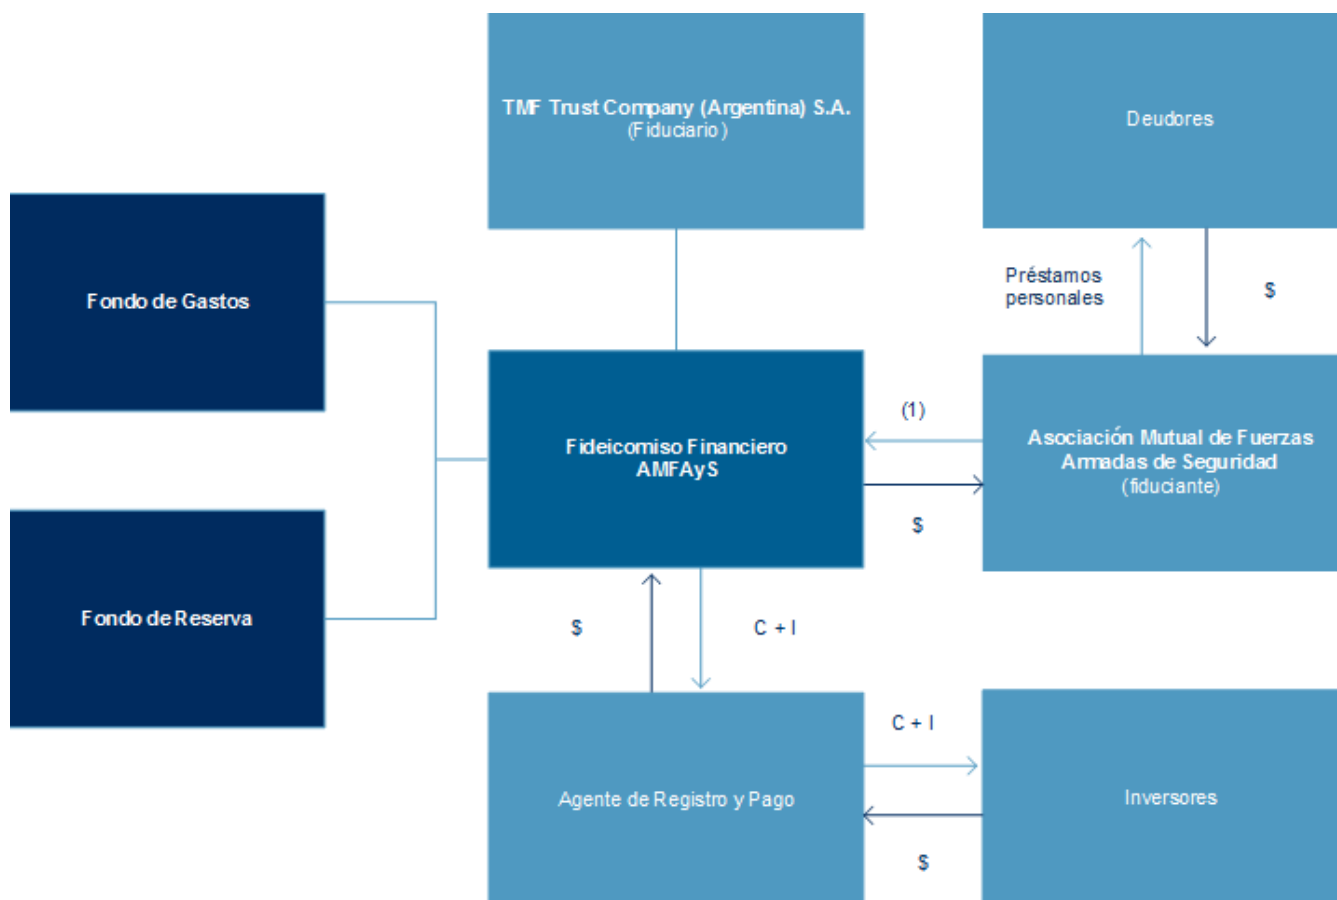 TMF Trust Company (Argentina) S.A.
(Fiduciario)
Deudores
Fondo de Gastos
Préstamos
personales
$
Fideicomiso Financiero
AMFAyS
(1)
$
Asociación Mutual de Fuerzas
Armadas de Seguridad
(fiduciante)
Fondo de Reserva
$
C + I
Agente de Registro y Pago
C + I
$
Inversores